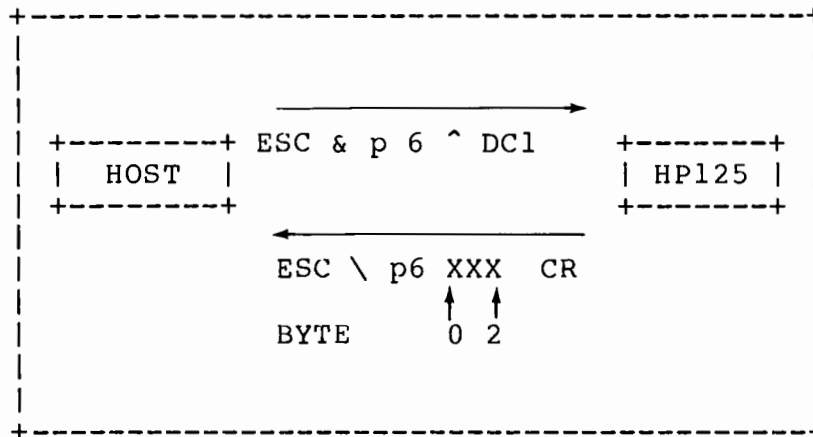 ESC & p 6 ^ DC1
HOST
HP125
ESC \ p6 XXX CR
BYTE 0 2